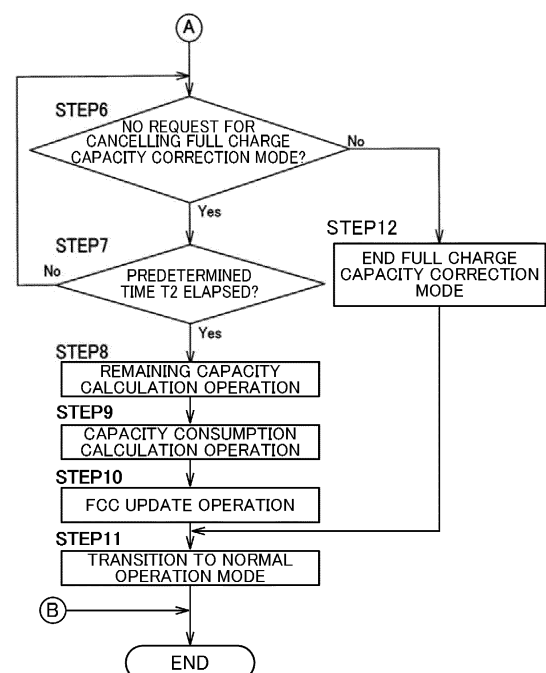 A
STEP6
NO REQUEST FOR
CANCELLING FULL CHARGE
CAPACITY CORRECTION MODE?
No
Yes
STEP12
END FULL CHARGE
CAPACITY CORRECTION
MODE
STEP7
No
PREDETERMINED
TIME T2 ELAPSED?
Yes
STEP8
REMAINING CAPACITY
CALCULATION OPERATION
STEP9
CAPACITY CONSUMPTION
CALCULATION OPERATION
STEP10
FCC UPDATE OPERATION
STEP11
TRANSITION TO NORMAL
OPERATION MODE
B
END